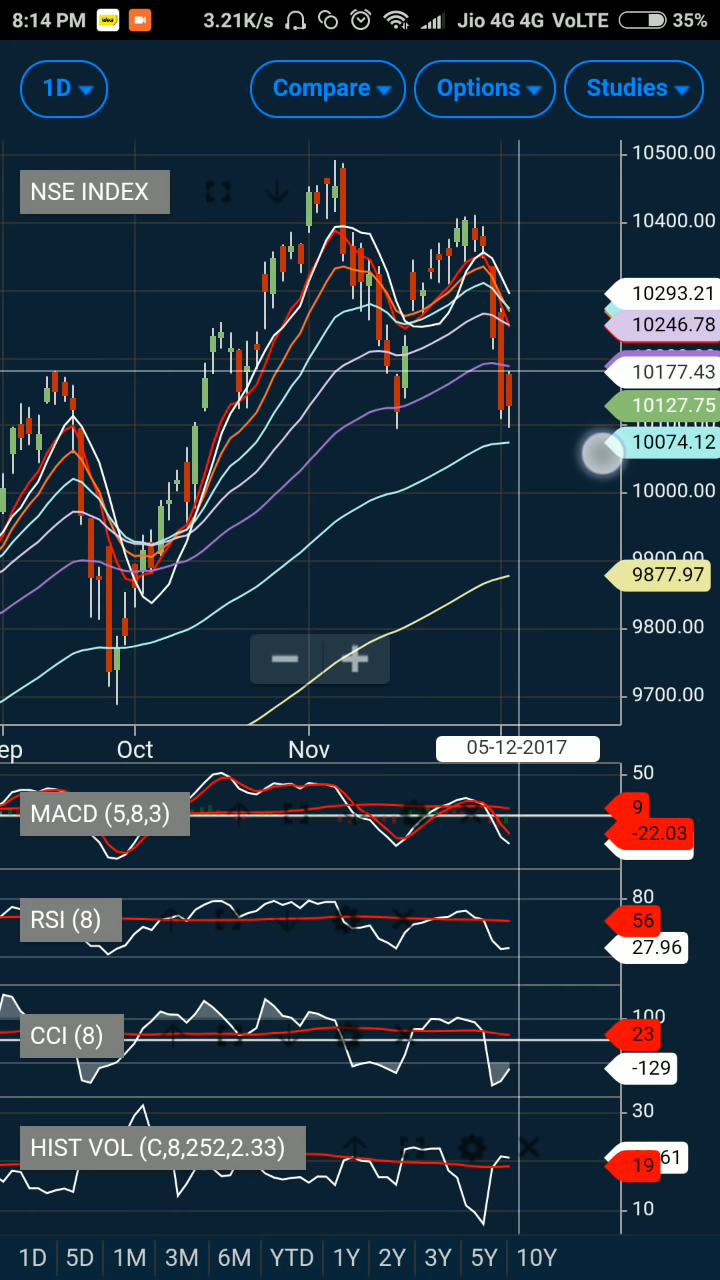 8:14 PM idea 3.21K/s Jio 4G 4G VoLTE 35%
1D Compare Options Studies
NSE INDEX
10500.00
10400.00
10293.21
10246.78
10177.43
10127.75
10074.12
10000.00
9900.00
9877.97
9800.00
9700.00
ep Oct Nov 05-12-2017
MACD (5,8,3)
50
9
-22.03
RSI (8)
80
56
27.96
CCI (8)
100
23
-129
HIST VOL (C,8,252,2.33)
30
61
19
10
1D 5D 1M 3M 6M YTD 1Y 2Y 3Y 5Y 10Y